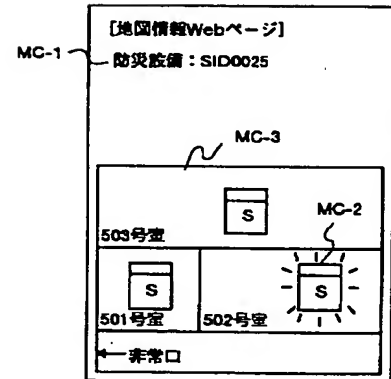 [地図情報Webページ]
MC-1
防災設備：SID0025
MC-3
S
MC-2
503号室
S
S
501号室
502号室
非常口